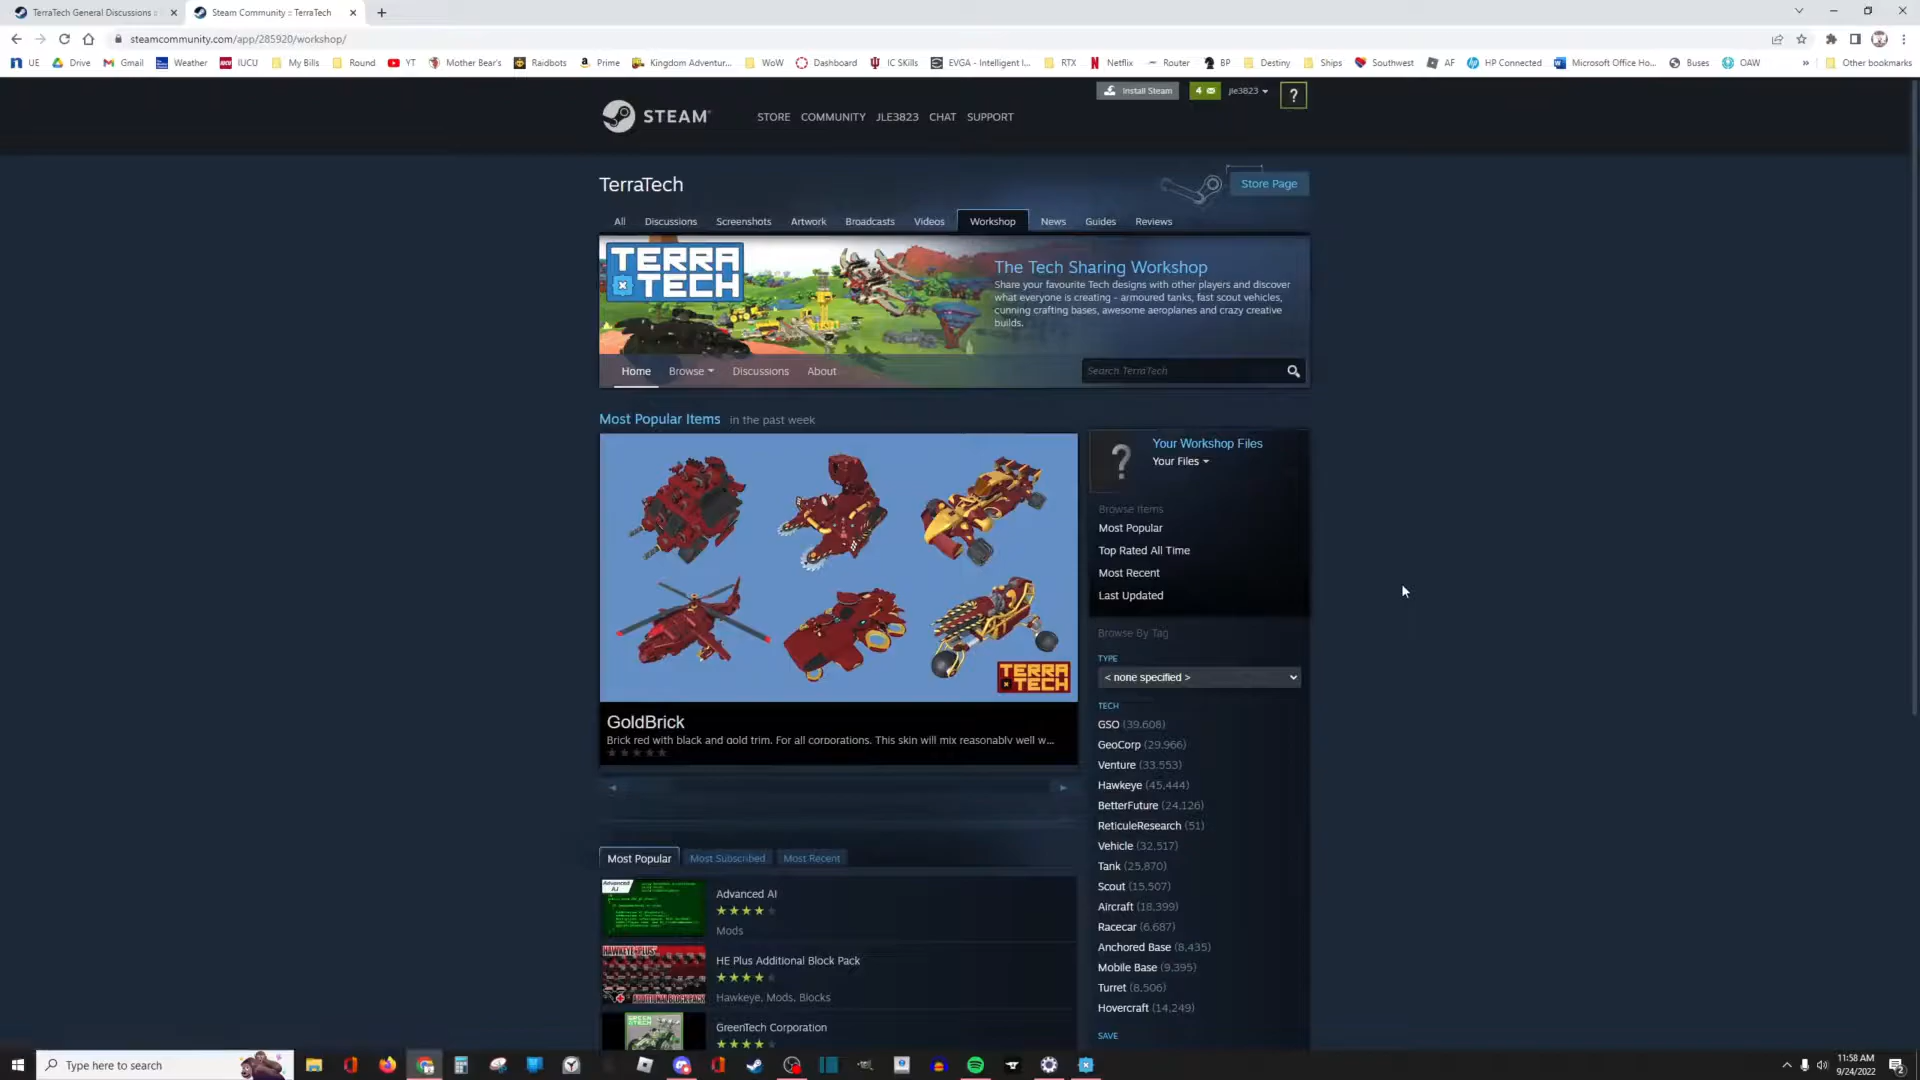 TerraTech General Discussions ::
Steam Community :: TerraTech
steamcommunity.com/app/285920/workshop/
UE
Drive
Gmail
Weather
IUCU
My Bills
Round
YT
Mother Bear's
Raidbots
Prime
Kingdom Adventur...
WoW
Dashboard
IC SKills
EVGA - Intelligent I...
RTX
Netflix
Router
BP
Destiny
Ships
Southwest
AF
HP Connected
Microsoft Office Ho...
Buses
OAW
»
Other bookmarks
Install Steam
4
jle3823
?
STEAM
STORE
COMMUNITY
JLE3823
CHAT
SUPPORT
TerraTech
Store Page
All
Discussions
Screenshots
Artwork
Broadcasts
Videos
Workshop
News
Guides
Reviews
TERRA
TECH
The Tech Sharing Workshop
Share your favourite Tech designs with other players and discover
what everyone is creating - armoured tanks, fast scout vehicles,
cunning crafting bases, awesome aeroplanes and crazy creative
builds.
Home
Browse
Discussions
About
Search TerraTech
Most Popular Items in the past week
TERRA
TECH
GoldBrick
Brick red with black and gold trim. For all corporations. This skin will mix reasonably well w...
Most Popular
Most Subscribed
Most Recent
Advanced AI
Advanced AI
Mods
HAWKEYE PLUS
ADDITIONAL BLOCK PACK
HE Plus Additional Block Pack
Hawkeye, Mods, Blocks
GREEN TECH
GreenTech Corporation
?
Your Workshop Files
Your Files
Browse Items
Most Popular
Top Rated All Time
Most Recent
Last Updated
Browse By Tag
TYPE
< none specified >
TECH
GSO (39,608)
GeoCorp (29,966)
Venture (33,553)
Hawkeye (45,444)
BetterFuture (24,126)
ReticuleResearch (51)
Vehicle (32,517)
Tank (25,870)
Scout (15,507)
Aircraft (18,399)
Racecar (6,687)
Anchored Base (8,435)
Mobile Base (9,395)
Turret (8,506)
Hovercraft (14,249)
SAVE
Type here to search
11:58 AM
9/24/2022
2